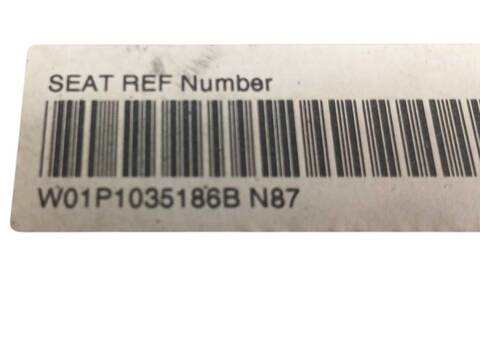 SEAT REF Number
W01P1035186B N87